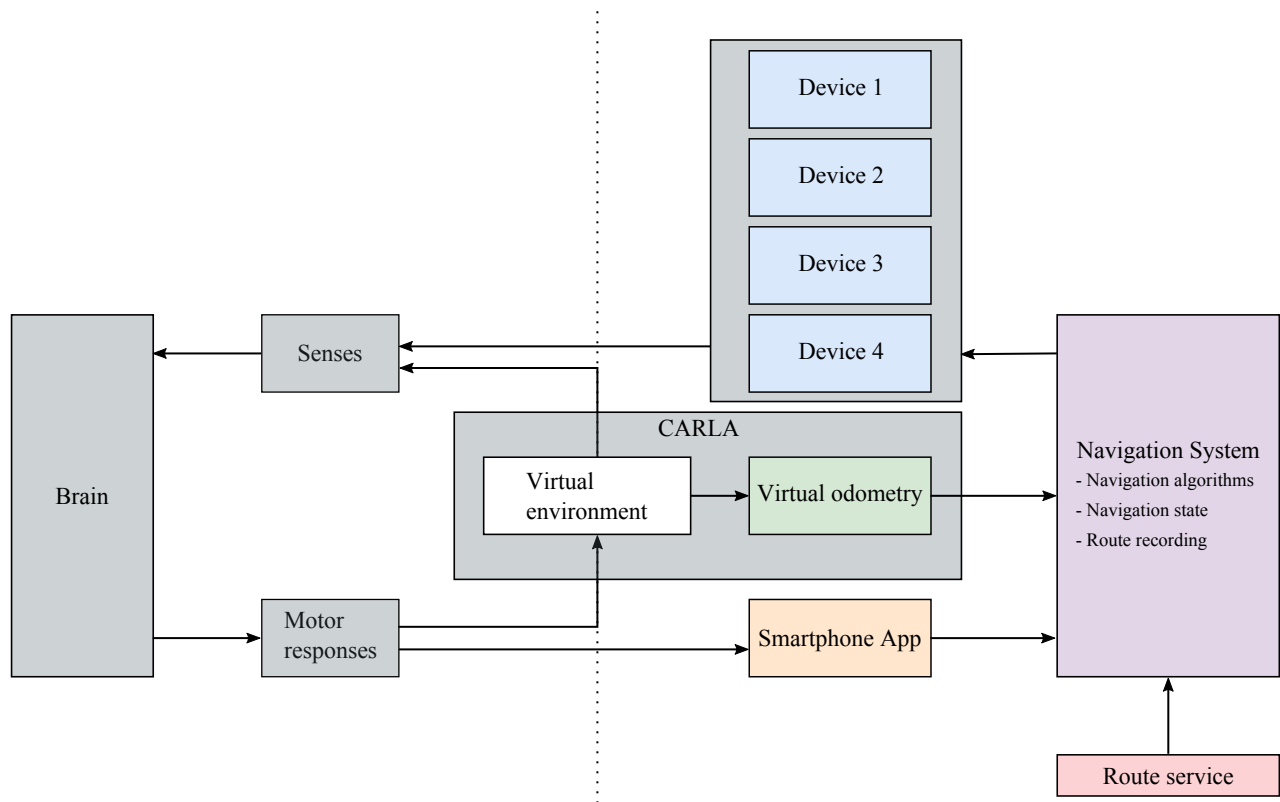 Device 1
Device 2
Device 3
Device 4
Senses
Brain
CARLA
Virtual
environment
Virtual odometry
Navigation System
- Navigation algorithms
- Navigation state
- Route recording
Motor
responses
Smartphone App
Route service